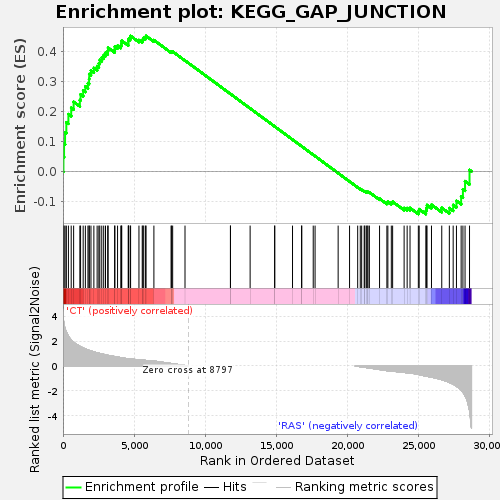 Enrichment plot: KEGG_GAP_JUNCTION
Enrichment score (ES)
0.4
0.3
0.2
0.1
0.0
-0.1
'CT' (positively correlated)
Ranked list metric (Signal2Noise)
4
2
0
-2
-4
Zero cross at 8797
'RAS' (negatively correlated)
0
5,000
10,000
15,000
20,000
25,000
30,000
Rank in Ordered Dataset
Enrichment profile
Hits
Ranking metric scores